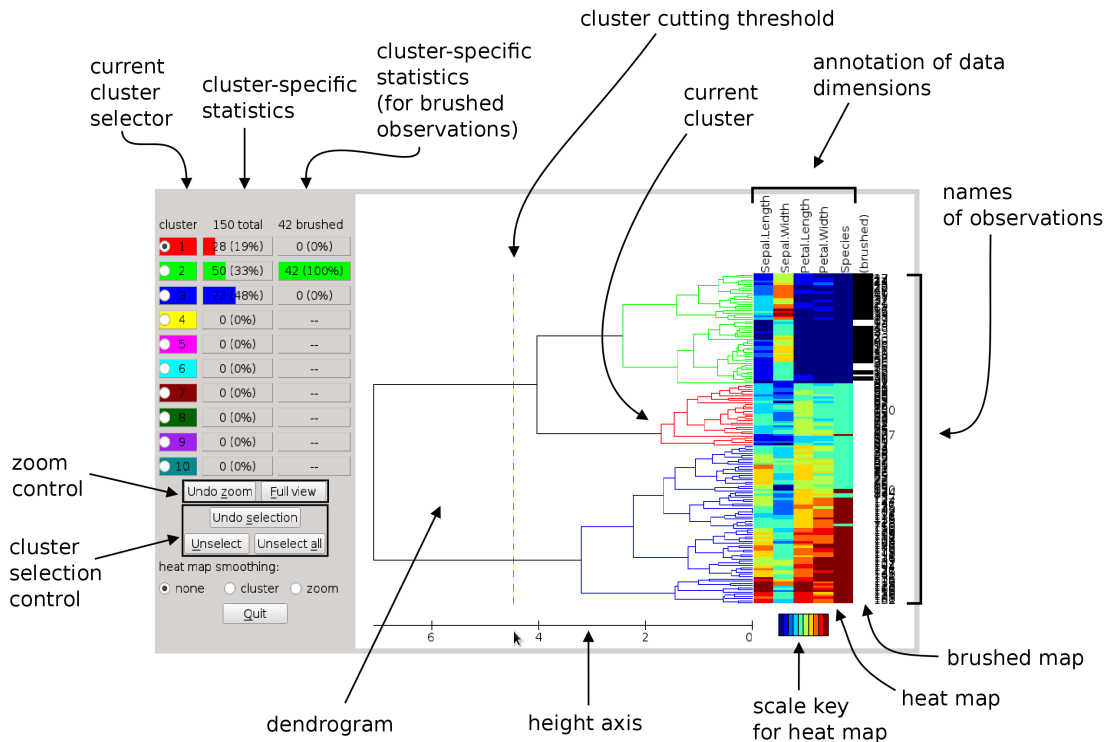 cluster cutting threshold
cluster-specific
statistics
(for brushed
observations)
current
cluster
selector
cluster-specific
statistics
annotation of data
dimensions
current
cluster
names
of observations
cluster 150 total 42 brushed
1 28 (19%) 0 (0%)
2 50 (33%) 42 (100%)
3 72 (48%) 0 (0%)
4 0 (0%) --
5 0 (0%) --
6 0 (0%) --
7 0 (0%) --
8 0 (0%) --
9 0 (0%) --
10 0 (0%) --
Undo zoom Full view
Undo selection
Unselect Unselect all
heat map smoothing:
none cluster zoom
Quit
zoom
control
cluster
selection
control
Sepal.Length
Sepal.Width
Petal.Length
Petal.Width
Species
(brushed)
6 4 2 0
dendrogram
height axis
scale key
for heat map
heat map
brushed map